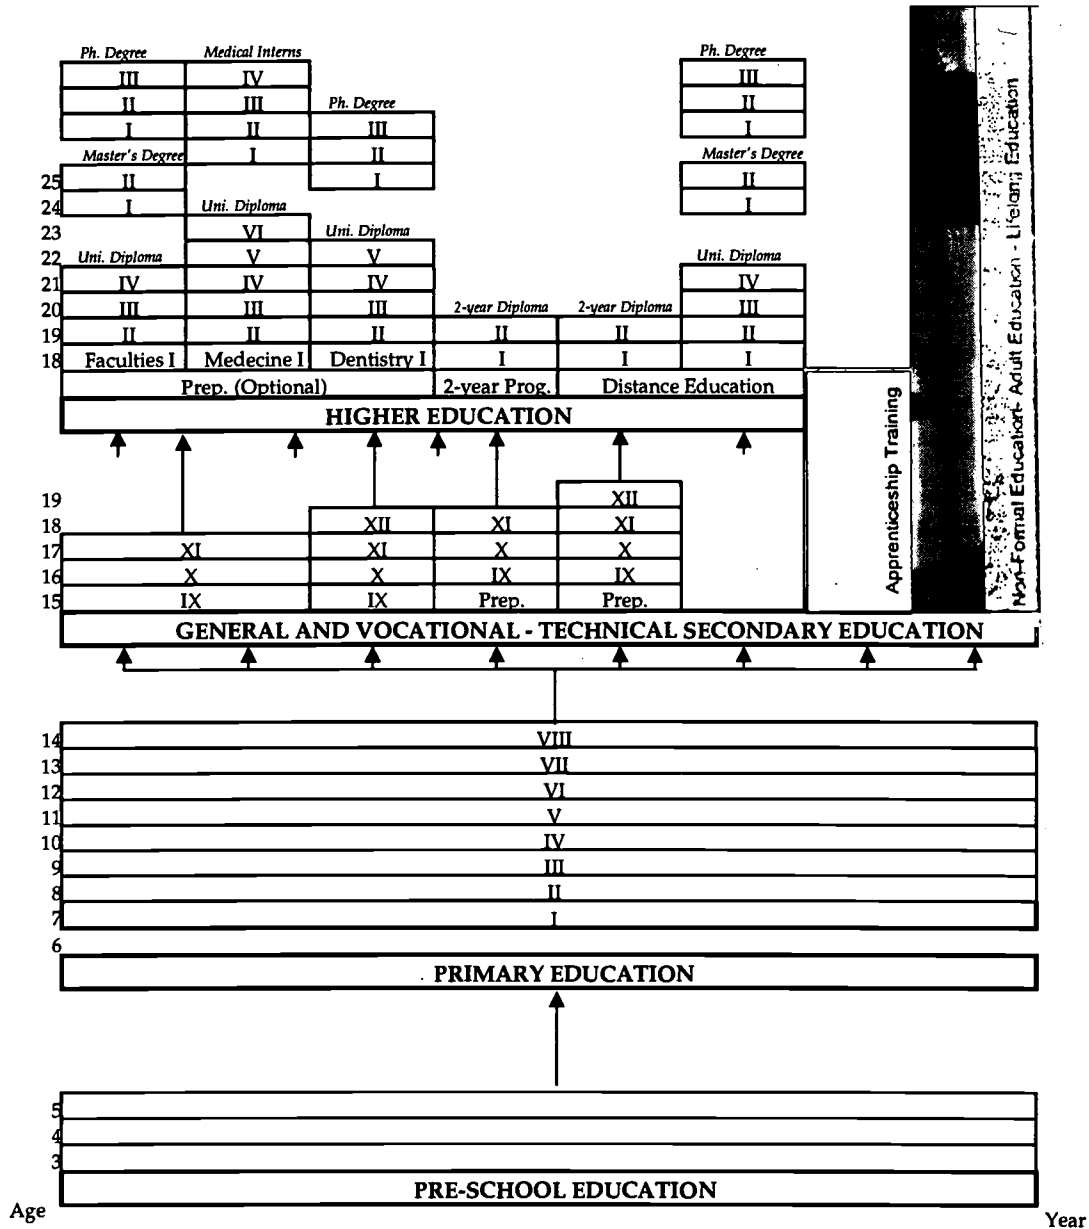 Ph. Degree Medical Interns Ph. Degree
III IV III
II III Ph. Degree II
I II III I
Master's Degree I II Master's Degree
25 II I II
24 I Uni. Diploma I
23 VI Uni. Diploma
22 Uni. Diploma V V Uni. Diploma
21 IV IV IV IV
20 III III III 2-year Diploma 2-year Diploma III
19 II II II II II II
18 Faculties I Medecine I Dentistry I I I I
Prep. (Optional) 2-year Prog. Distance Education
HIGHER EDUCATION
19 XII
18 XII XI XI
17 XI XI X X
16 X X IX IX
15 IX IX Prep. Prep.
Apprenticeship Training
Non-Formal Education- Adult Education - Lifelong Education
GENERAL AND VOCATIONAL - TECHNICAL SECONDARY EDUCATION
14 VIII
13 VII
12 VI
11 V
10 IV
9 III
8 II
7 I
6
PRIMARY EDUCATION
5
4
3
PRE-SCHOOL EDUCATION
Age Year